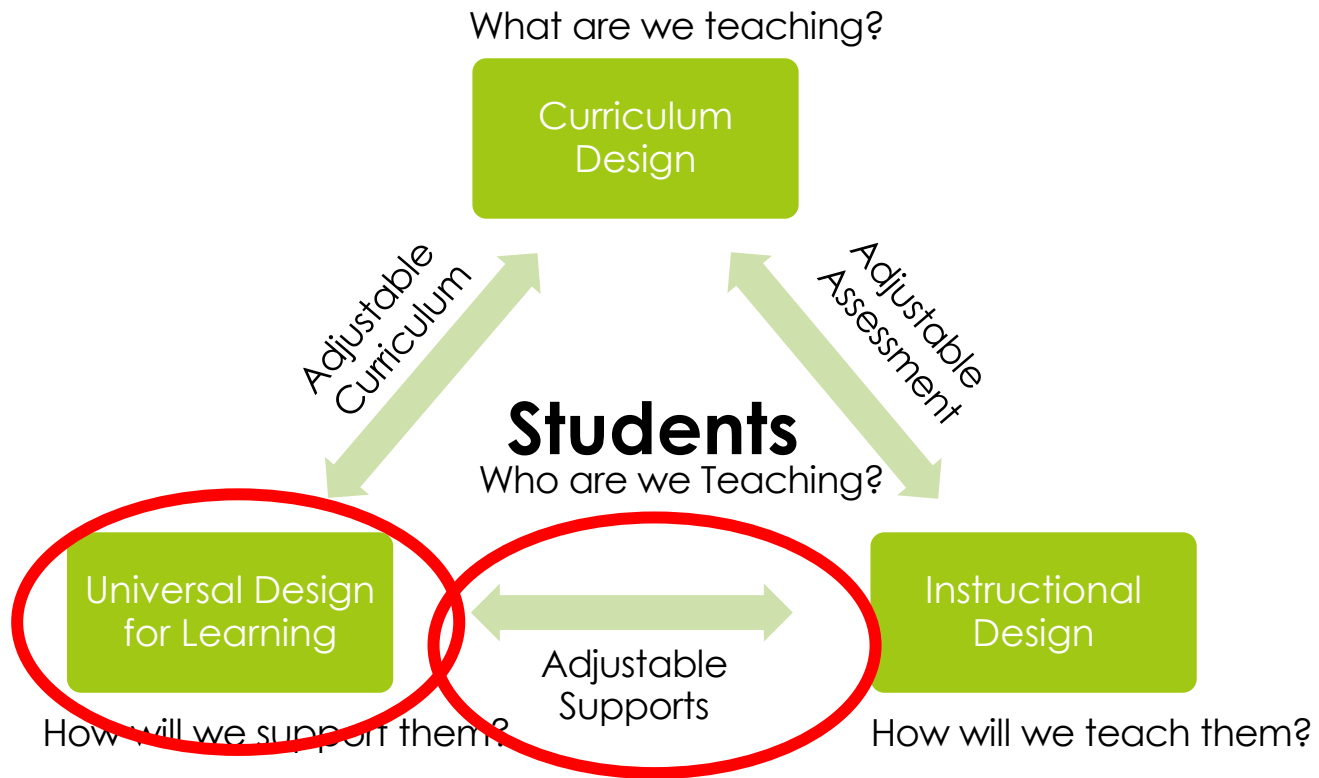 What are we teaching?
Curriculum
Design
Adjustable
Curriculum
Adjustable
Assessment
Students
Who are we Teaching?
Universal Design
for Learning
Adjustable
Supports
Instructional
Design
How will we support them?
How will we teach them?